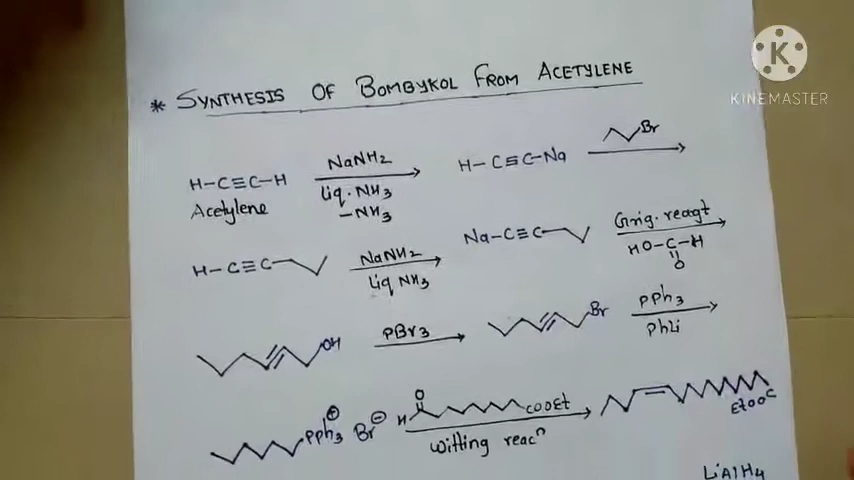 * SYNTHESIS OF BOMBYKOL FROM ACETYLENE
K
KINEMASTER
H-C≡C-H NaNH2 H-C≡C-Na Br
Acetylene liq. NH3
-NH3
H-C≡C NaNH2 Na-C≡C Grig. reagt
Liq NH3 HO-C-H
O
OH PBr3 Br PPh3
PhLi
PPh3 ⊕ Br ⊖ H O COOEt EtOOC
Witting reacn
LiAlH4